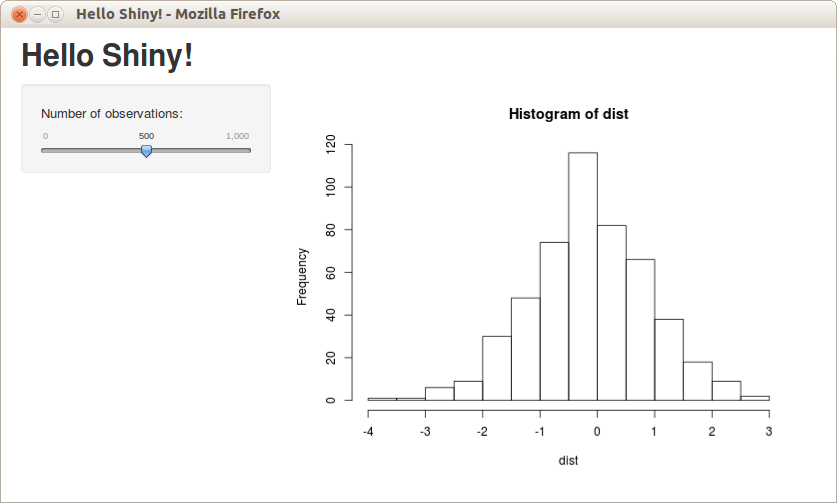 Hello Shiny! - Mozilla Firefox
Hello Shiny!
Number of observations:
0 500 1,000
Histogram of dist
Frequency
120
100
80
60
40
20
0
-4 -3 -2 -1 0 1 2 3
dist